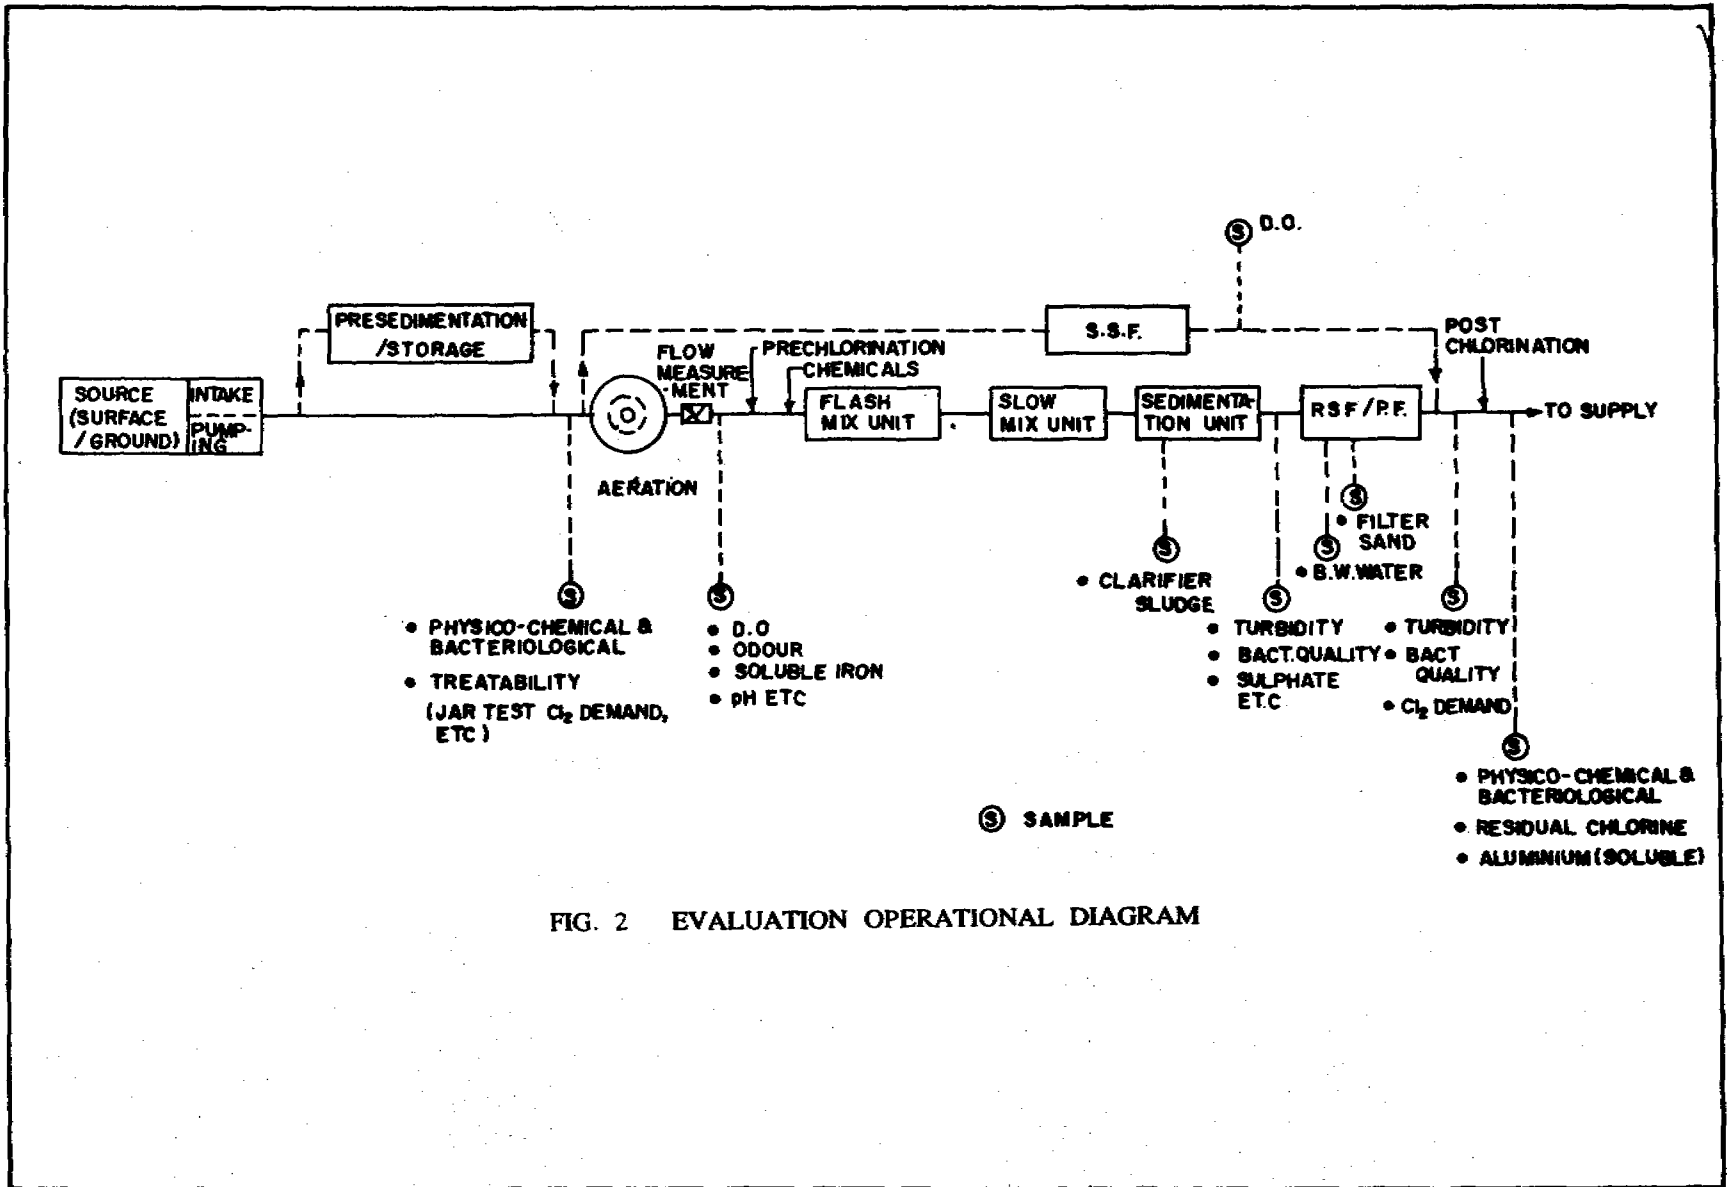 D.O.
PRESEDIMENTATION
/STORAGE
S.S.F.
POST
CHLORINATION
FLOW
MEASURE
-MENT
PRECHLORINATION
CHEMICALS
SOURCE
(SURFACE
/GROUND)
INTAKE
PUMP-
ING
FLASH
MIX UNIT
SLOW
MIX UNIT
SEDIMENTA-
TION UNIT
RSF/P.F.
TO SUPPLY
AERATION
S
• PHYSICO-CHEMICAL &
BACTERIOLOGICAL
• TREATABILITY
(JAR TEST Cl₂ DEMAND,
ETC)
S
• D.O
• ODOUR
• SOLUBLE IRON
• pH ETC
S
• CLARIFIER
SLUDGE
S
• TURBIDITY
• BACT. QUALITY
• SULPHATE
ETC
S
• FILTER
SAND
S
• B.W. WATER
S
• TURBIDITY
• BACT
QUALITY
• Cl₂ DEMAND
S
• PHYSICO-CHEMICAL &
BACTERIOLOGICAL
• RESIDUAL CHLORINE
• ALUMINIUM (SOLUBLE)
S
S SAMPLE
FIG. 2 EVALUATION OPERATIONAL DIAGRAM